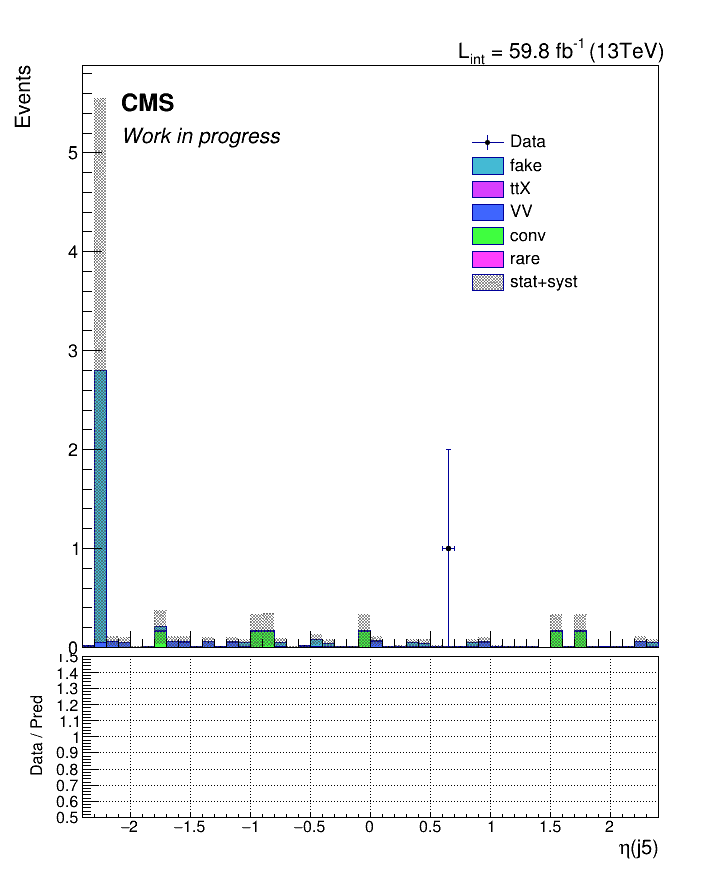 L_int = 59.8 fb^-1 (13TeV)
Events
CMS
Work in progress
Data
fake
ttX
VV
conv
rare
stat+syst
5
4
3
2
1
0
Data / Pred
1.5
1.4
1.3
1.2
1.1
1
0.9
0.8
0.7
0.6
0.5
−2 −1.5 −1 −0.5 0 0.5 1 1.5 2
η(j5)